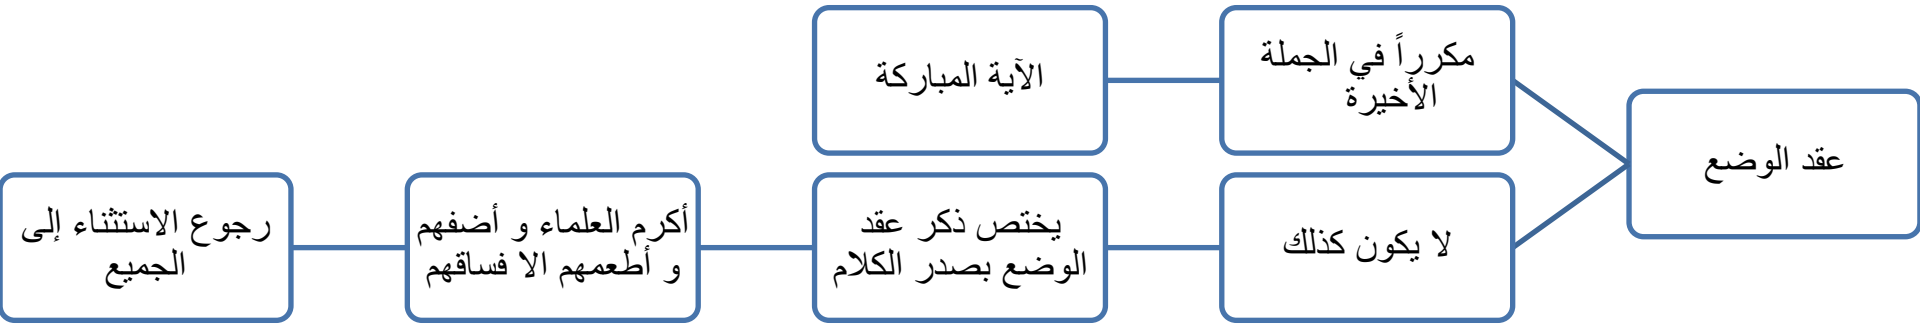 عقد الوضع
مكرراً في الجملة
الأخيرة
الآية المباركة
لا يكون كذلك
يختص ذكر عقد
الوضع بصدر الكلام
أكرم العلماء و أضفهم
و أطعمهم الا فساقهم
رجوع الاستثناء إلى
الجميع